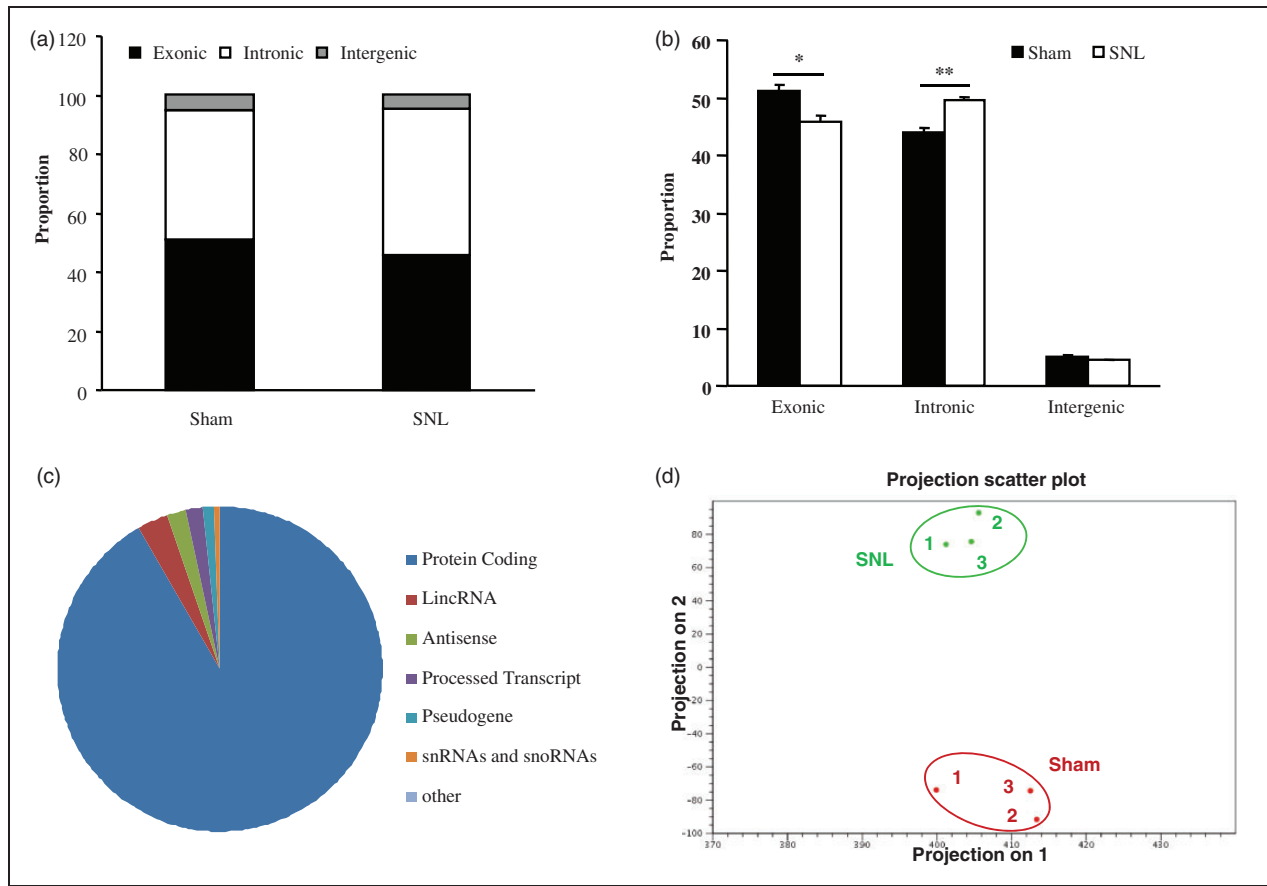 (a)
120
100
80
60
40
20
0
Proportion
Exonic Intronic Intergenic
Sham SNL
(b)
60
50
40
30
20
10
0
Proportion
Sham SNL
* **
Exonic Intronic Intergenic
(c)
Protein Coding
LincRNA
Antisense
Processed Transcript
Pseudogene
snRNAs and snoRNAs
other
(d)
Projection scatter plot
80
60
40
20
0
-20
-40
-60
-80
-100
Projection on 2
SNL
1 2
3
Sham
1 3
2
370 380 390 400 410 420 430
Projection on 1